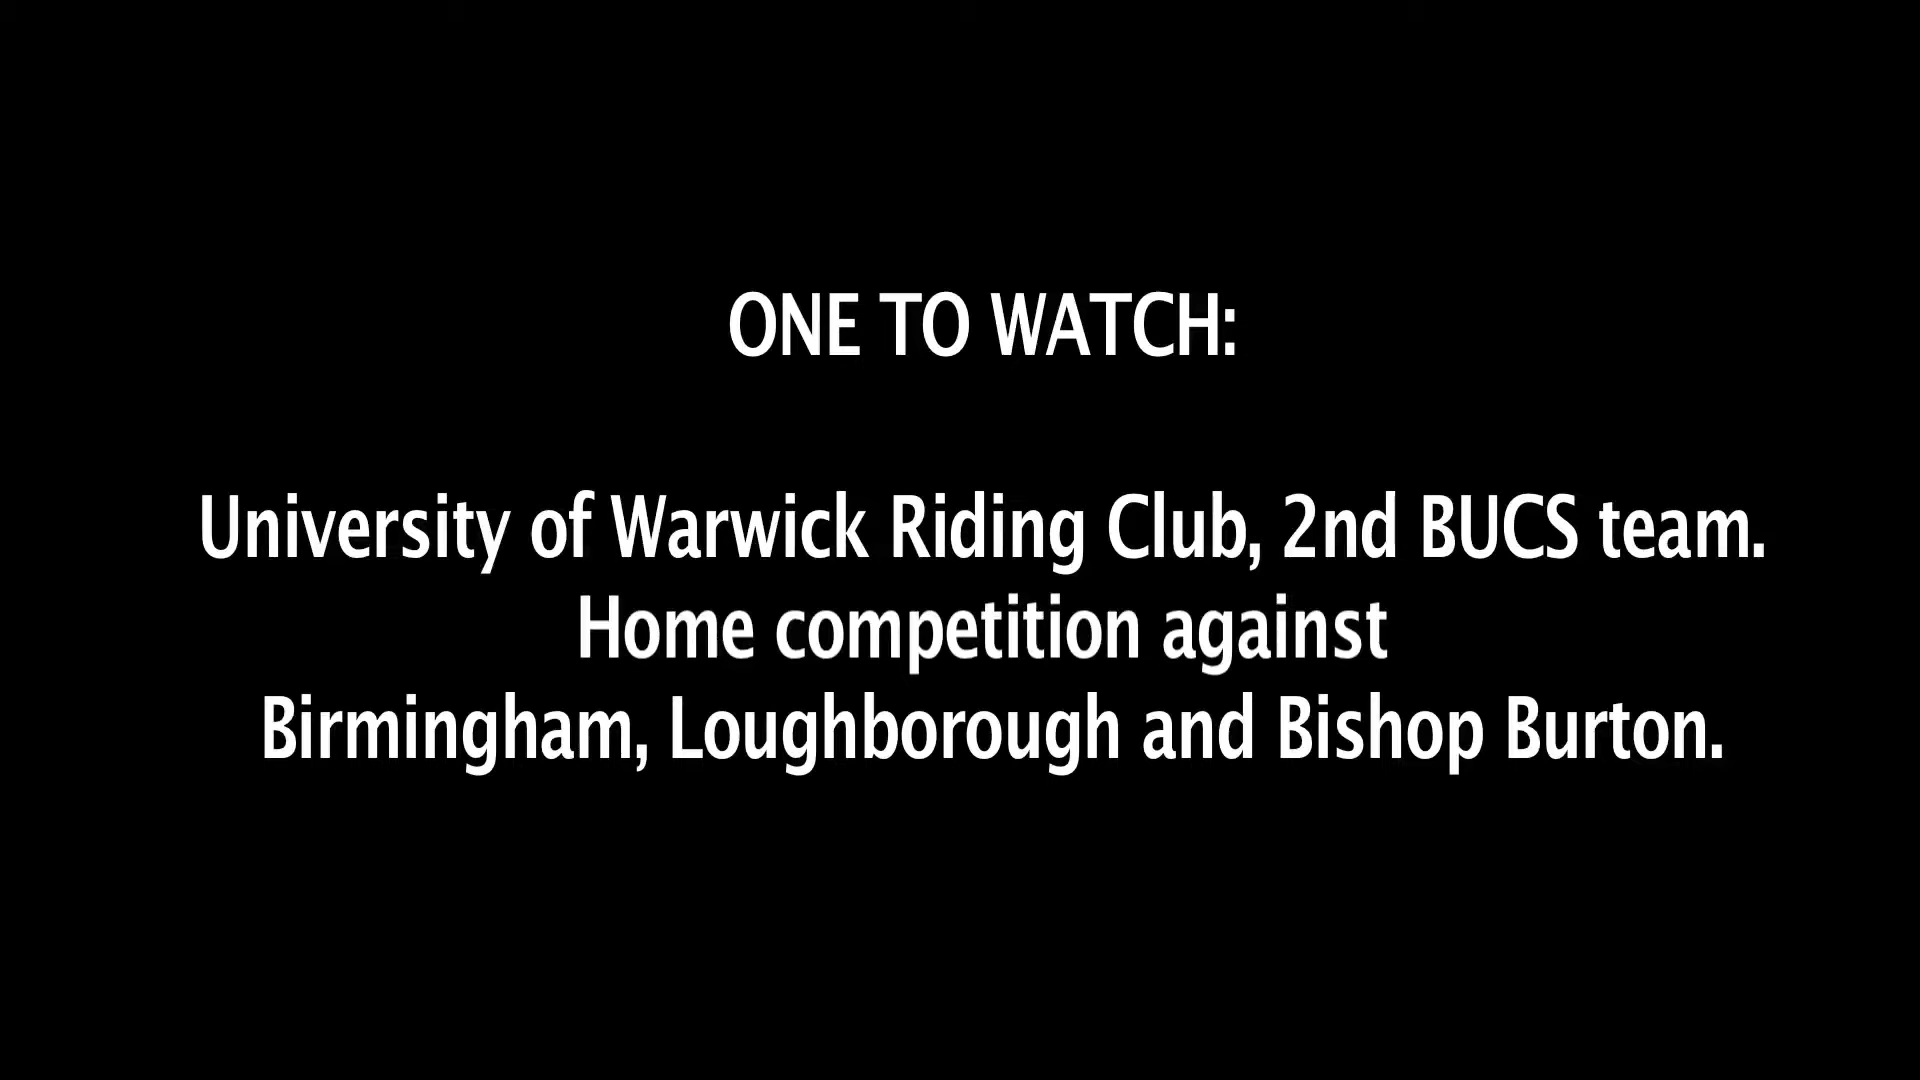 ONE TO WATCH:
University of Warwick Riding Club, 2nd BUCS team.
Home competition against
Birmingham, Loughborough and Bishop Burton.